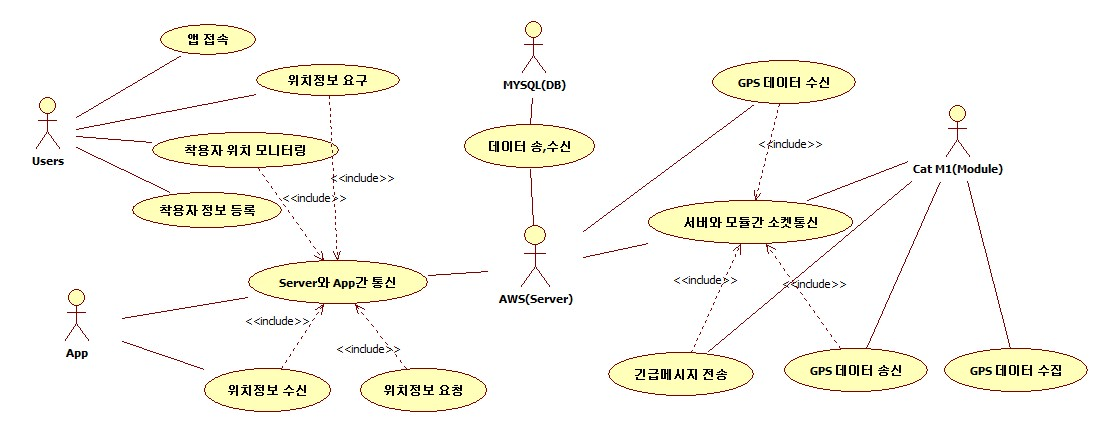 앱 접속
위치정보 요구
MYSQL(DB)
GPS 데이터 수신
Users
착용자 위치 모니터링
데이터 송,수신
<<include>>
Cat M1(Module)
<<include>>
<<include>>
착용자 정보 등록
서버와 모듈간 소켓통신
Server와 App간 통신
AWS(Server)
<<include>>
<<include>>
App
<<include>>
<<include>>
위치정보 수신
위치정보 요청
긴급메시지 전송
GPS 데이터 송신
GPS 데이터 수집